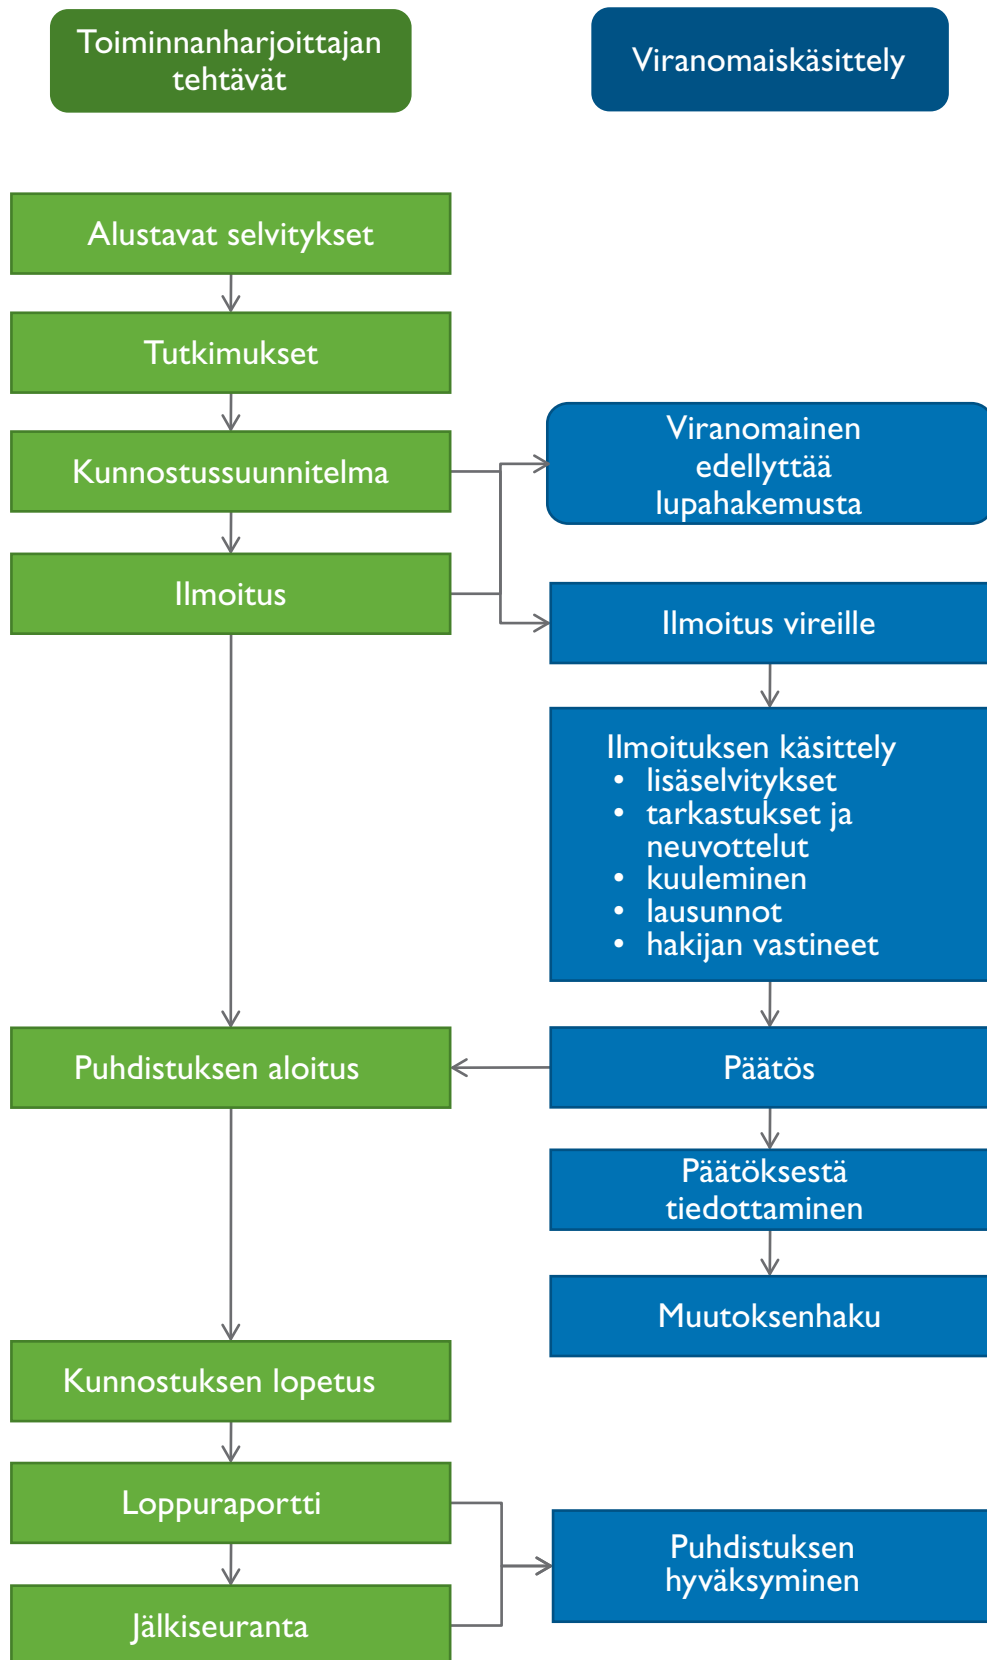 Toiminnanharjoittajan
tehtävät
Viranomaiskäsittely
Alustavat selvitykset
Tutkimukset
Kunnostussuunnitelma
Viranomainen
edellyttää
lupahakemusta
Ilmoitus
Ilmoitus vireille
Ilmoituksen käsittely
• lisäselvitykset
• tarkastukset ja
neuvottelut
• kuuleminen
• lausunnot
• hakijan vastineet
Puhdistuksen aloitus
Päätös
Päätöksestä
tiedottaminen
Muutoksenhaku
Kunnostuksen lopetus
Loppuraportti
Puhdistuksen
hyväksyminen
Jälkiseuranta